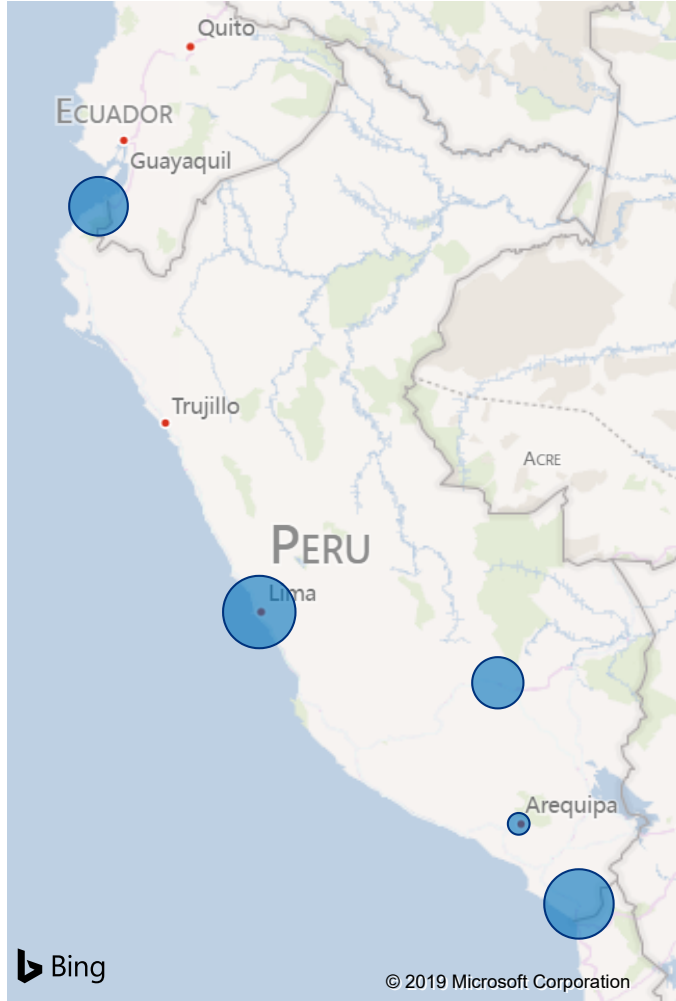 Quito
ECUADOR
Guayaquil
Trujillo
ACRE
PERU
Lima
Arequipa
Bing
© 2019 Microsoft Corporation